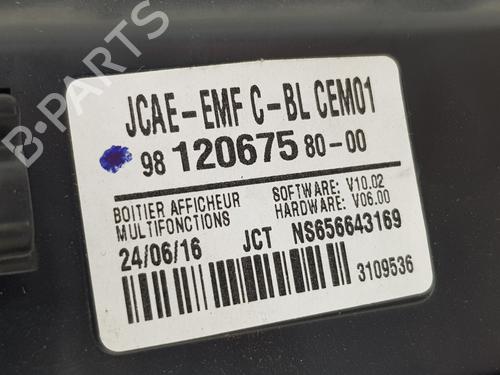 B-PARTS
JCAE-EMF C-BL CEM01
98 120675 80-00
BOITIER AFFICHEUR
MULTIFONCTIONS
SOFTWARE: V10.02
HARDWARE: V06.00
24/06/16 JCT NS656643169
3109536